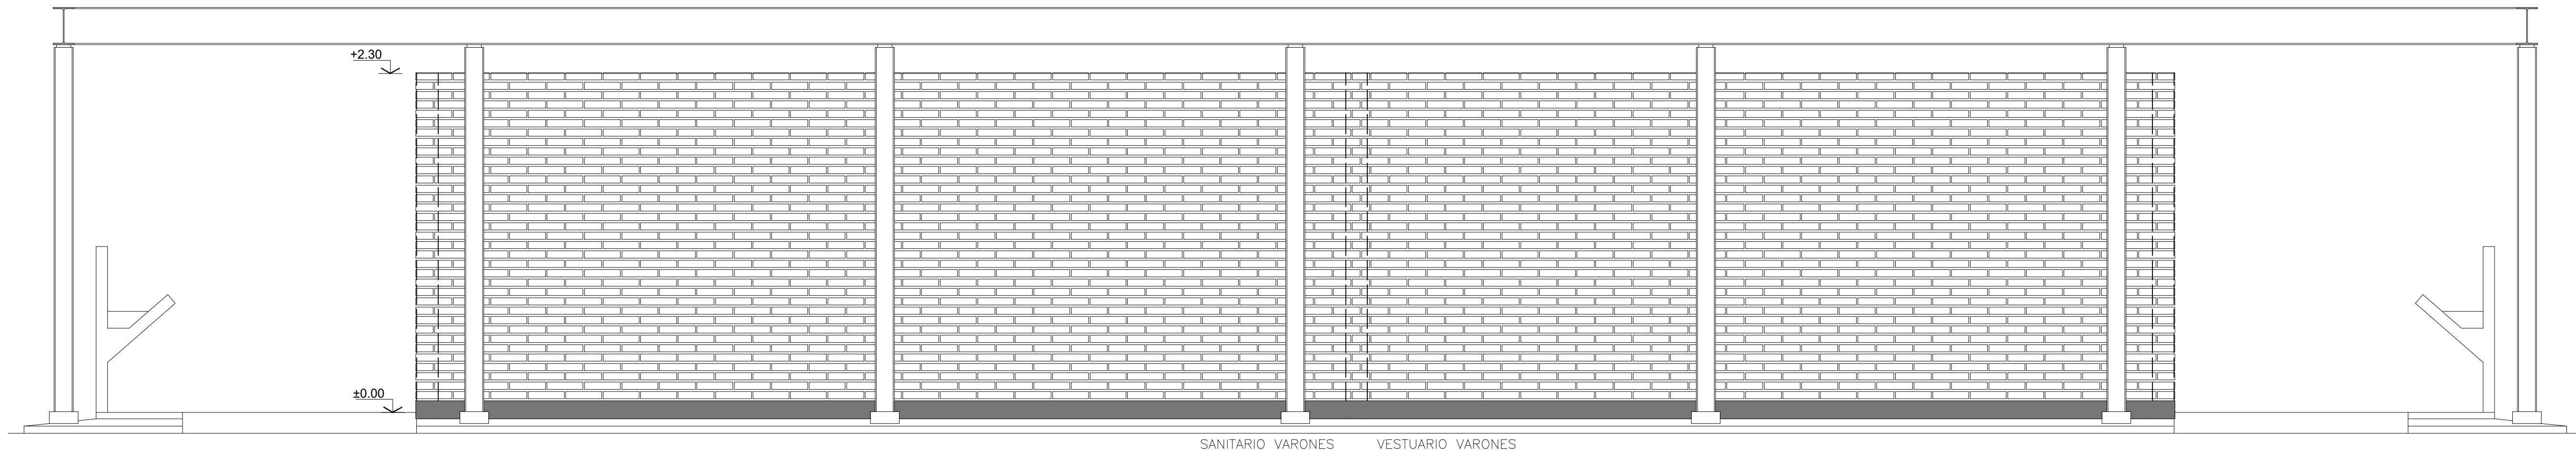 +2.30
±0.00
SANITARIO VARONES VESTUARIO VARONES